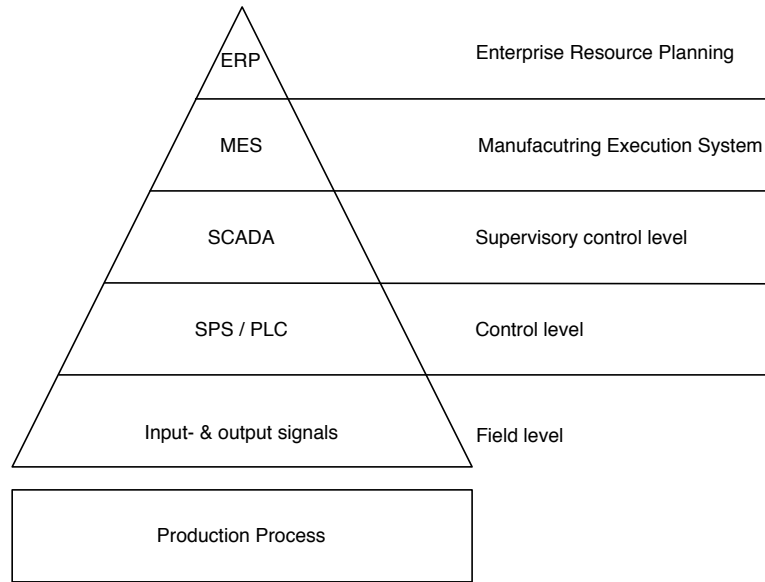 ERP
Enterprise Resource Planning
MES
Manufacutring Execution System
SCADA
Supervisory control level
SPS / PLC
Control level
Input- & output signals
Field level
Production Process